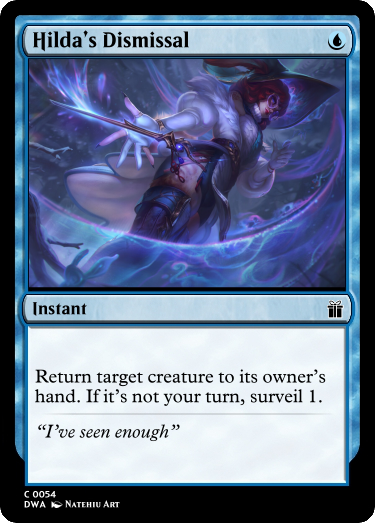 Hilda's Dismissal
Instant
Return target creature to its owner's
hand. If it's not your turn, surveil 1.
“I've seen enough”
C 0054
DWA Natehiu Art